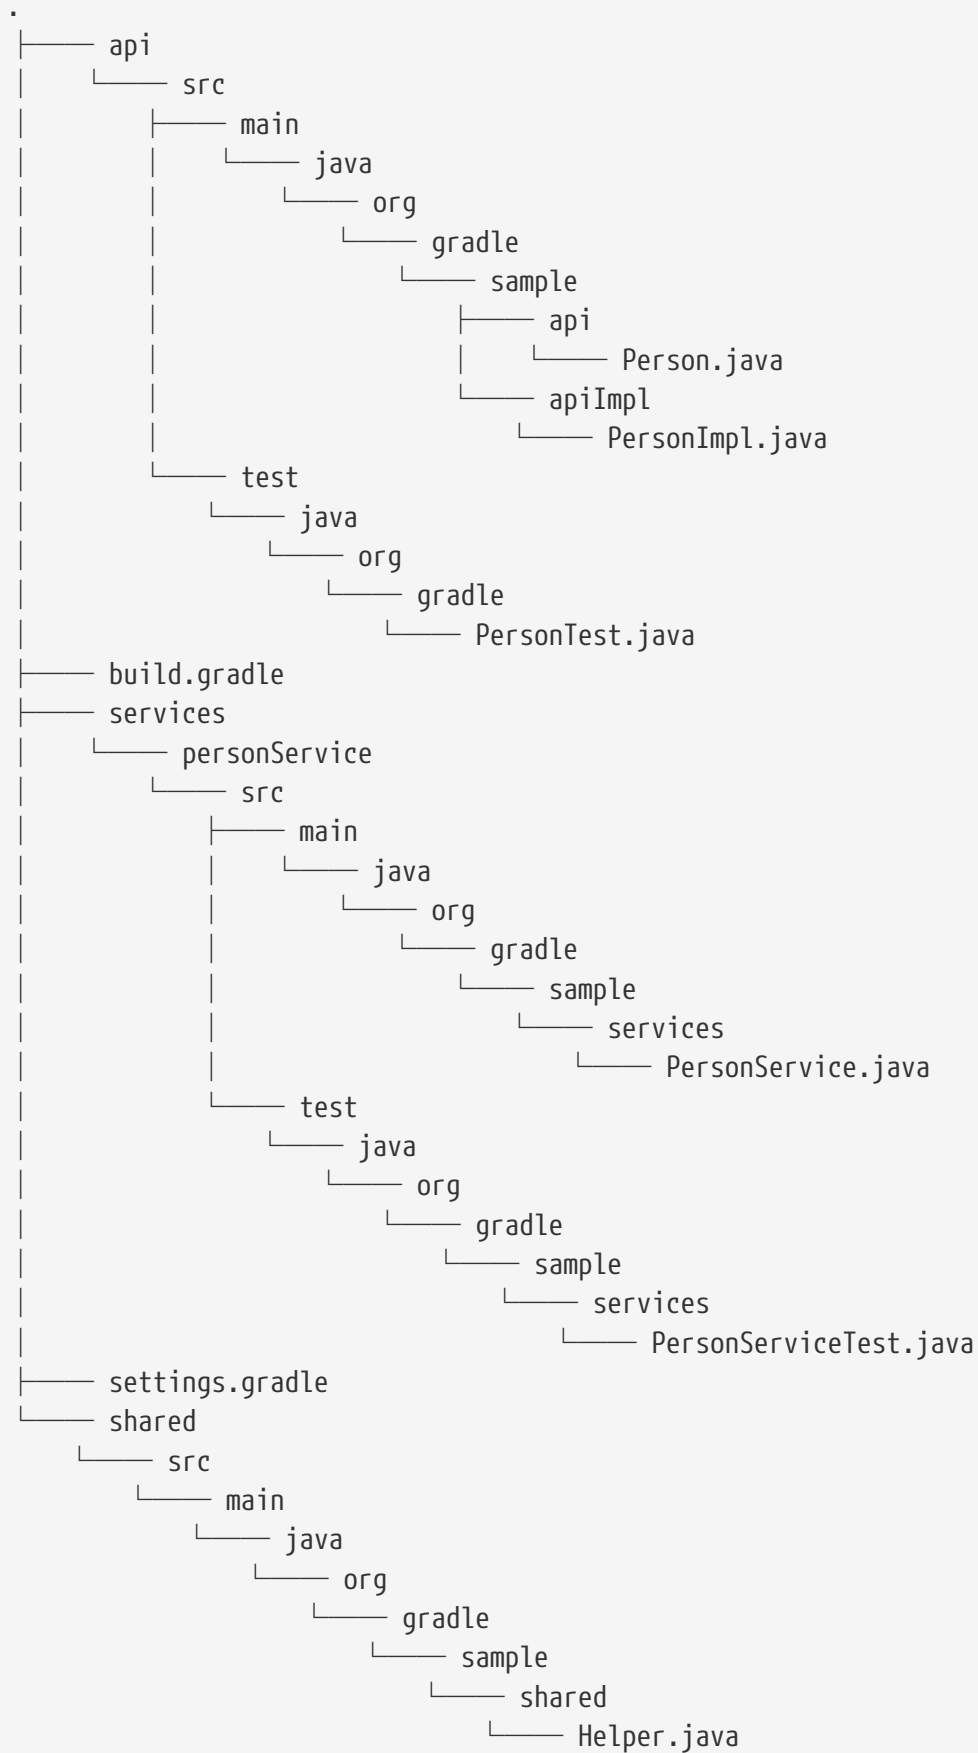 .
├── api
│   └── src
│       ├── main
│       │   └── java
│       │       └── org
│       │           └── gradle
│       │               └── sample
│       │                   ├── api
│       │                   │   └── Person.java
│       │                   └── apiImpl
│       │                       └── PersonImpl.java
│       └── test
│           └── java
│               └── org
│                   └── gradle
│                       └── PersonTest.java
├── build.gradle
├── services
│   └── personService
│       └── src
│           ├── main
│           │   └── java
│           │       └── org
│           │           └── gradle
│           │               └── sample
│           │                   └── services
│           │                       └── PersonService.java
│           └── test
│               └── java
│                   └── org
│                       └── gradle
│                           └── sample
│                               └── services
│                                   └── PersonServiceTest.java
├── settings.gradle
└── shared
    └── src
        └── main
            └── java
                └── org
                    └── gradle
                        └── sample
                            └── shared
                                └── Helper.java